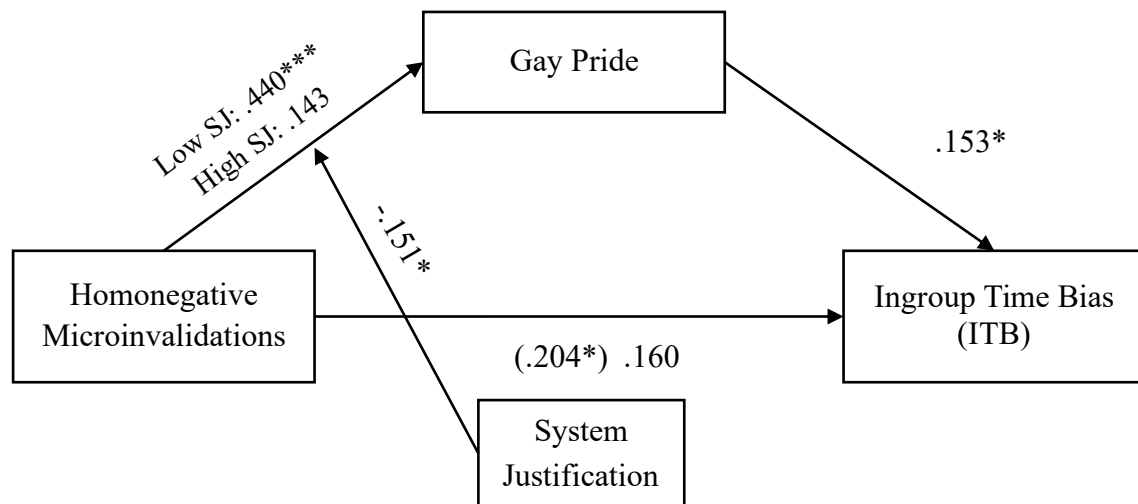 Gay Pride
Low SJ: .440***
High SJ: .143
.153*
-.151*
Homonegative
Microinvalidations
Ingroup Time Bias
(ITB)
(.204*) .160
System
Justification